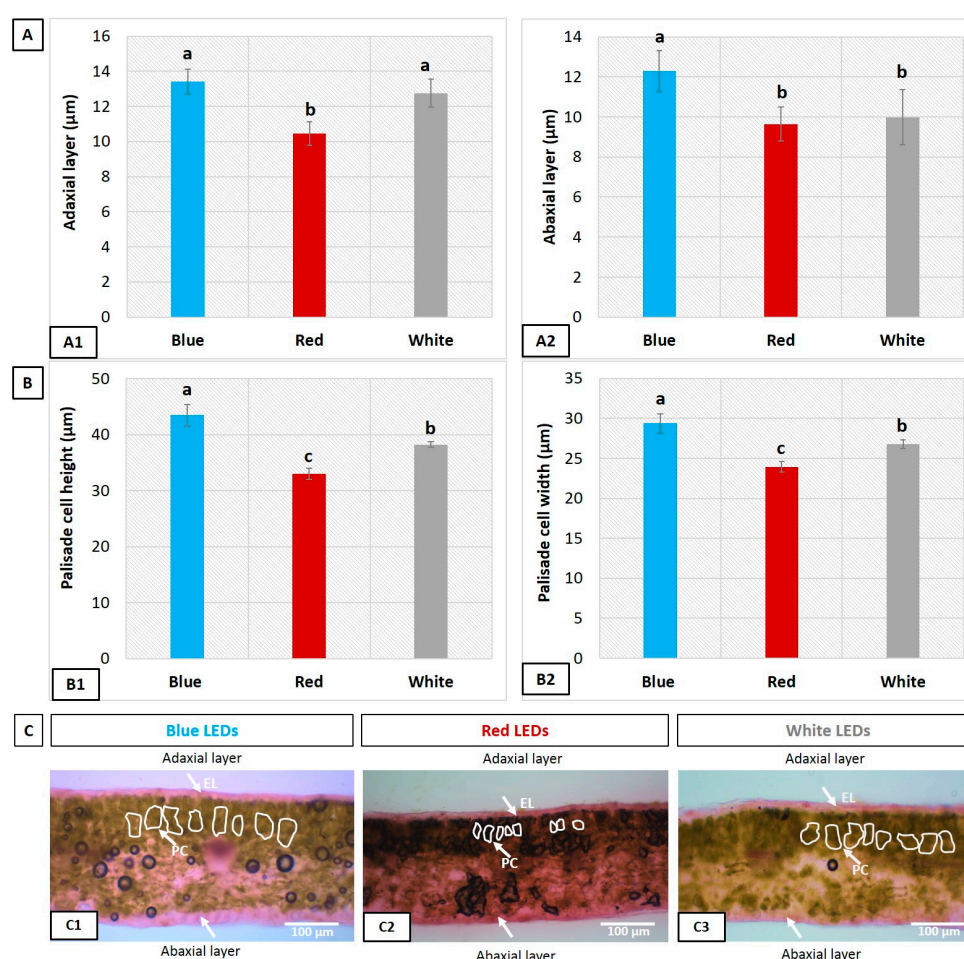 A
16
14
12
10
8
6
4
2
0
Adaxial layer (µm)
a
b
a
Blue
Red
White
A1
14
12
10
8
6
4
2
0
Abaxial layer (µm)
a
b
b
Blue
Red
White
A2
B
50
40
30
20
10
0
Palisade cell height (µm)
a
c
b
Blue
Red
White
B1
35
30
25
20
15
10
5
0
Palisade cell width (µm)
a
c
b
Blue
Red
White
B2
C
Blue LEDs
Red LEDs
White LEDs
Adaxial layer
Adaxial layer
Adaxial layer
EL
PC
C1
100 µm
EL
PC
C2
100 µm
EL
PC
C3
100 µm
Abaxial layer
Abaxial layer
Abaxial layer